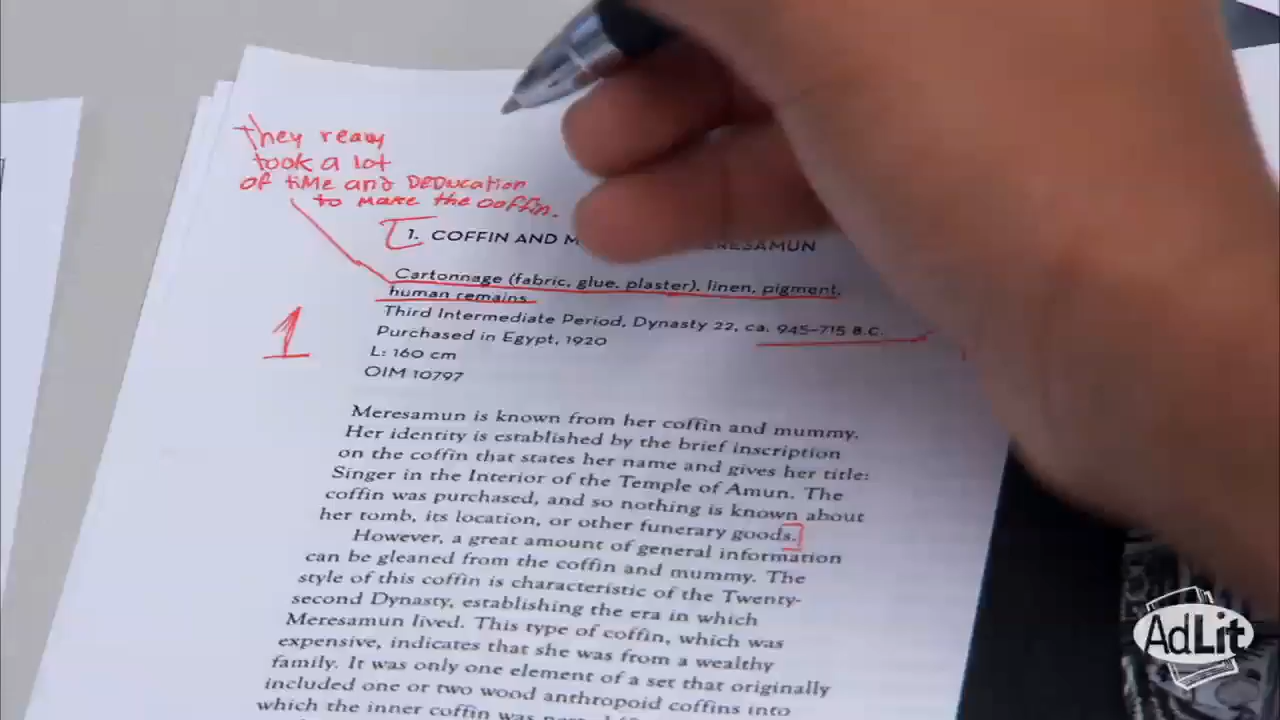 They reaay
took a lot
of time and DEDucation
to make the coffin.
1. COFFIN AND MERESAMUN
Cartonnage (fabric, glue, plaster), linen, pigment,
human remains
Third Intermediate Period, Dynasty 22, ca. 945–715 B.C.
1
Purchased in Egypt, 1920
L: 160 cm
OIM 10797
Meresamun is known from her coffin and mummy.
Her identity is established by the brief inscription
on the coffin that states her name and gives her title:
Singer in the Interior of the Temple of Amun. The
coffin was purchased, and so nothing is known about
her tomb, its location, or other funerary goods.
However, a great amount of general information
can be gleaned from the coffin and mummy. The
style of this coffin is characteristic of the Twenty-
second Dynasty, establishing the era in which
Meresamun lived. This type of coffin, which was
expensive, indicates that she was from a wealthy
family. It was only one element of a set that originally
included one or two wood anthropoid coffins into
which the inner coffin was
AdLit